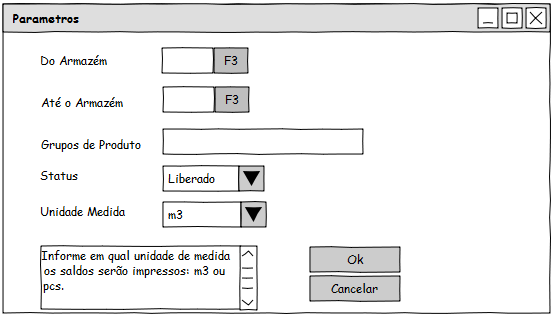 Parametros
Do Armazém F3
Até o Armazém F3
Grupos de Produto
Status Liberado
Unidade Medida m3
Informe em qual unidade de medida
os saldos serão impressos: m3 ou
pcs.
Ok
Cancelar